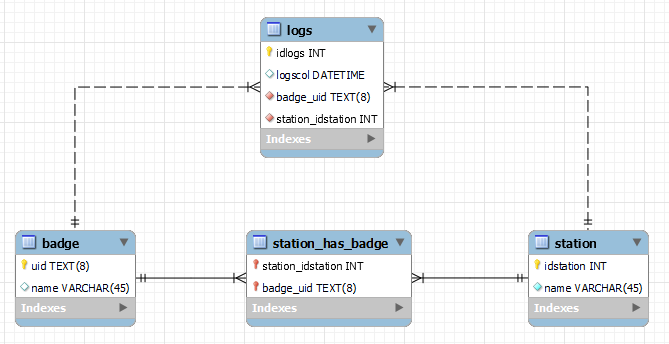 logs
idlogs INT
logscol DATETIME
badge_uid TEXT(8)
station_idstation INT
Indexes
badge
uid TEXT(8)
name VARCHAR(45)
Indexes
station_has_badge
station_idstation INT
badge_uid TEXT(8)
Indexes
station
idstation INT
name VARCHAR(45)
Indexes